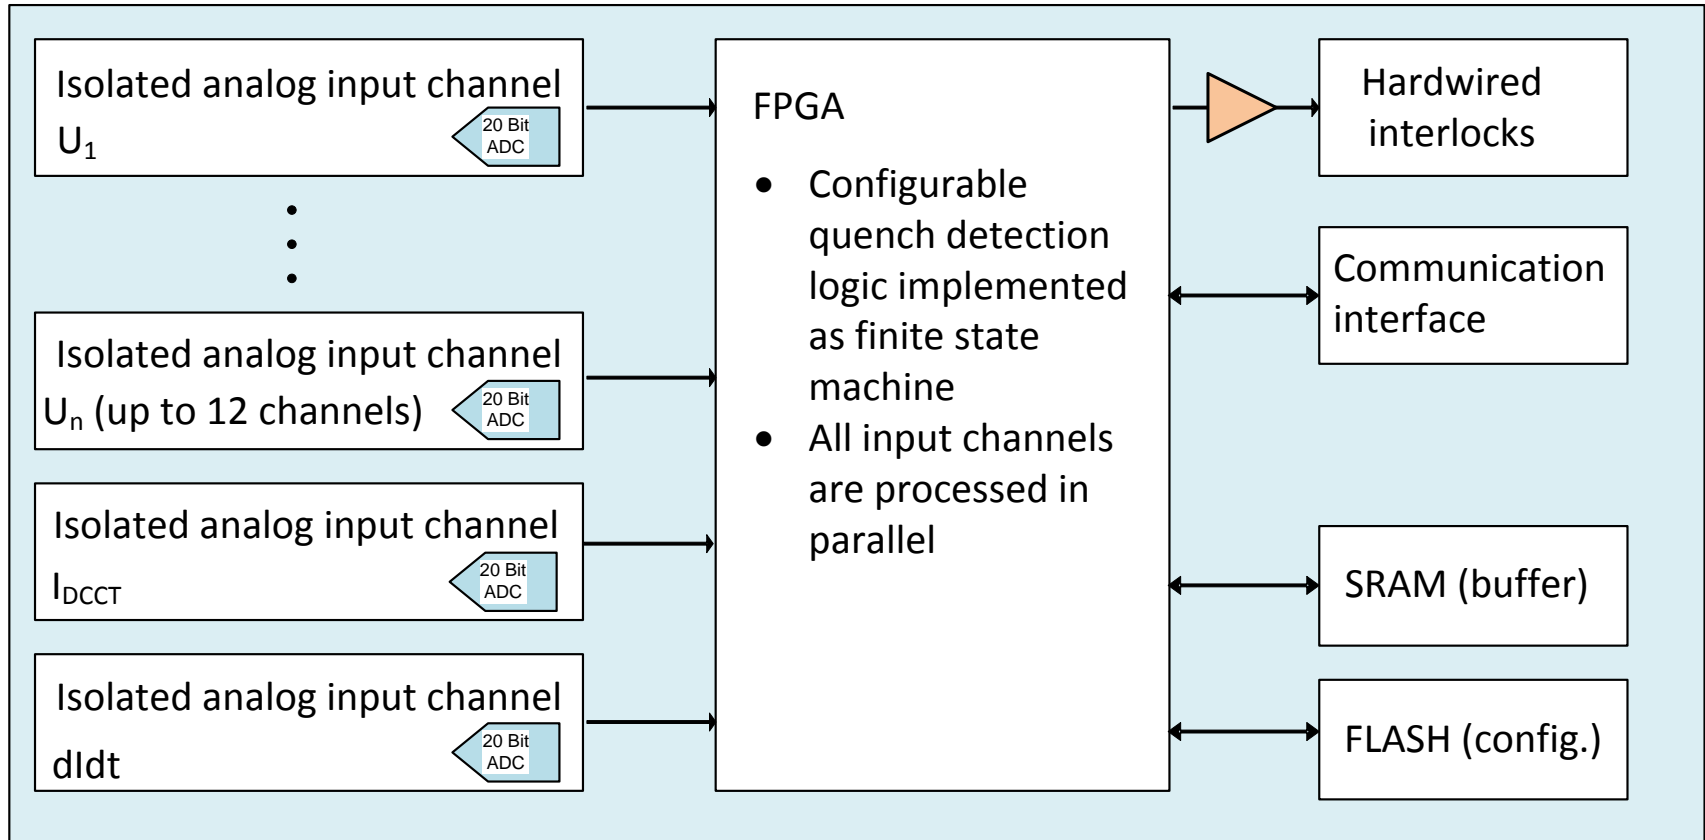 Isolated analog input channel
U₁
20 Bit
ADC
Isolated analog input channel
Uₙ (up to 12 channels)
20 Bit
ADC
Isolated analog input channel
I_DCCT
20 Bit
ADC
Isolated analog input channel
dIdt
20 Bit
ADC
FPGA
• Configurable
quench detection
logic implemented
as finite state
machine
• All input channels
are processed in
parallel
Hardwired
interlocks
Communication
interface
SRAM (buffer)
FLASH (config.)